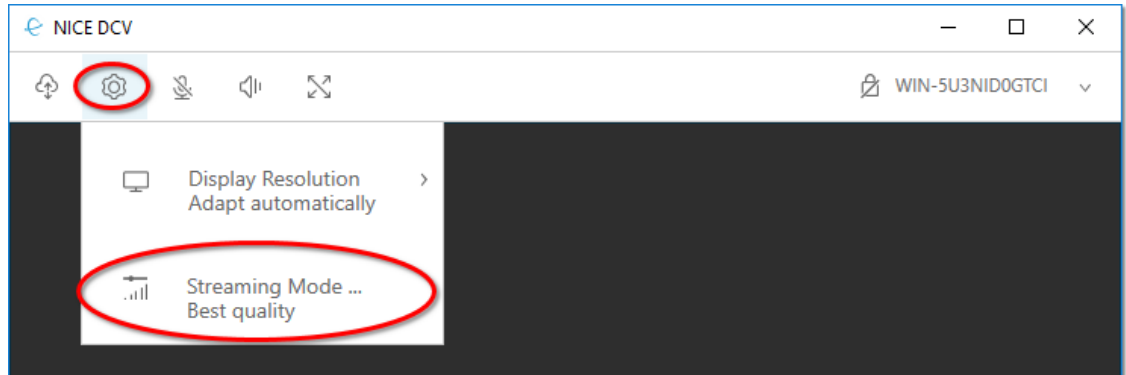 NICE DCV
WIN-5U3NID0GTCI
Display Resolution
Adapt automatically
Streaming Mode ...
Best quality